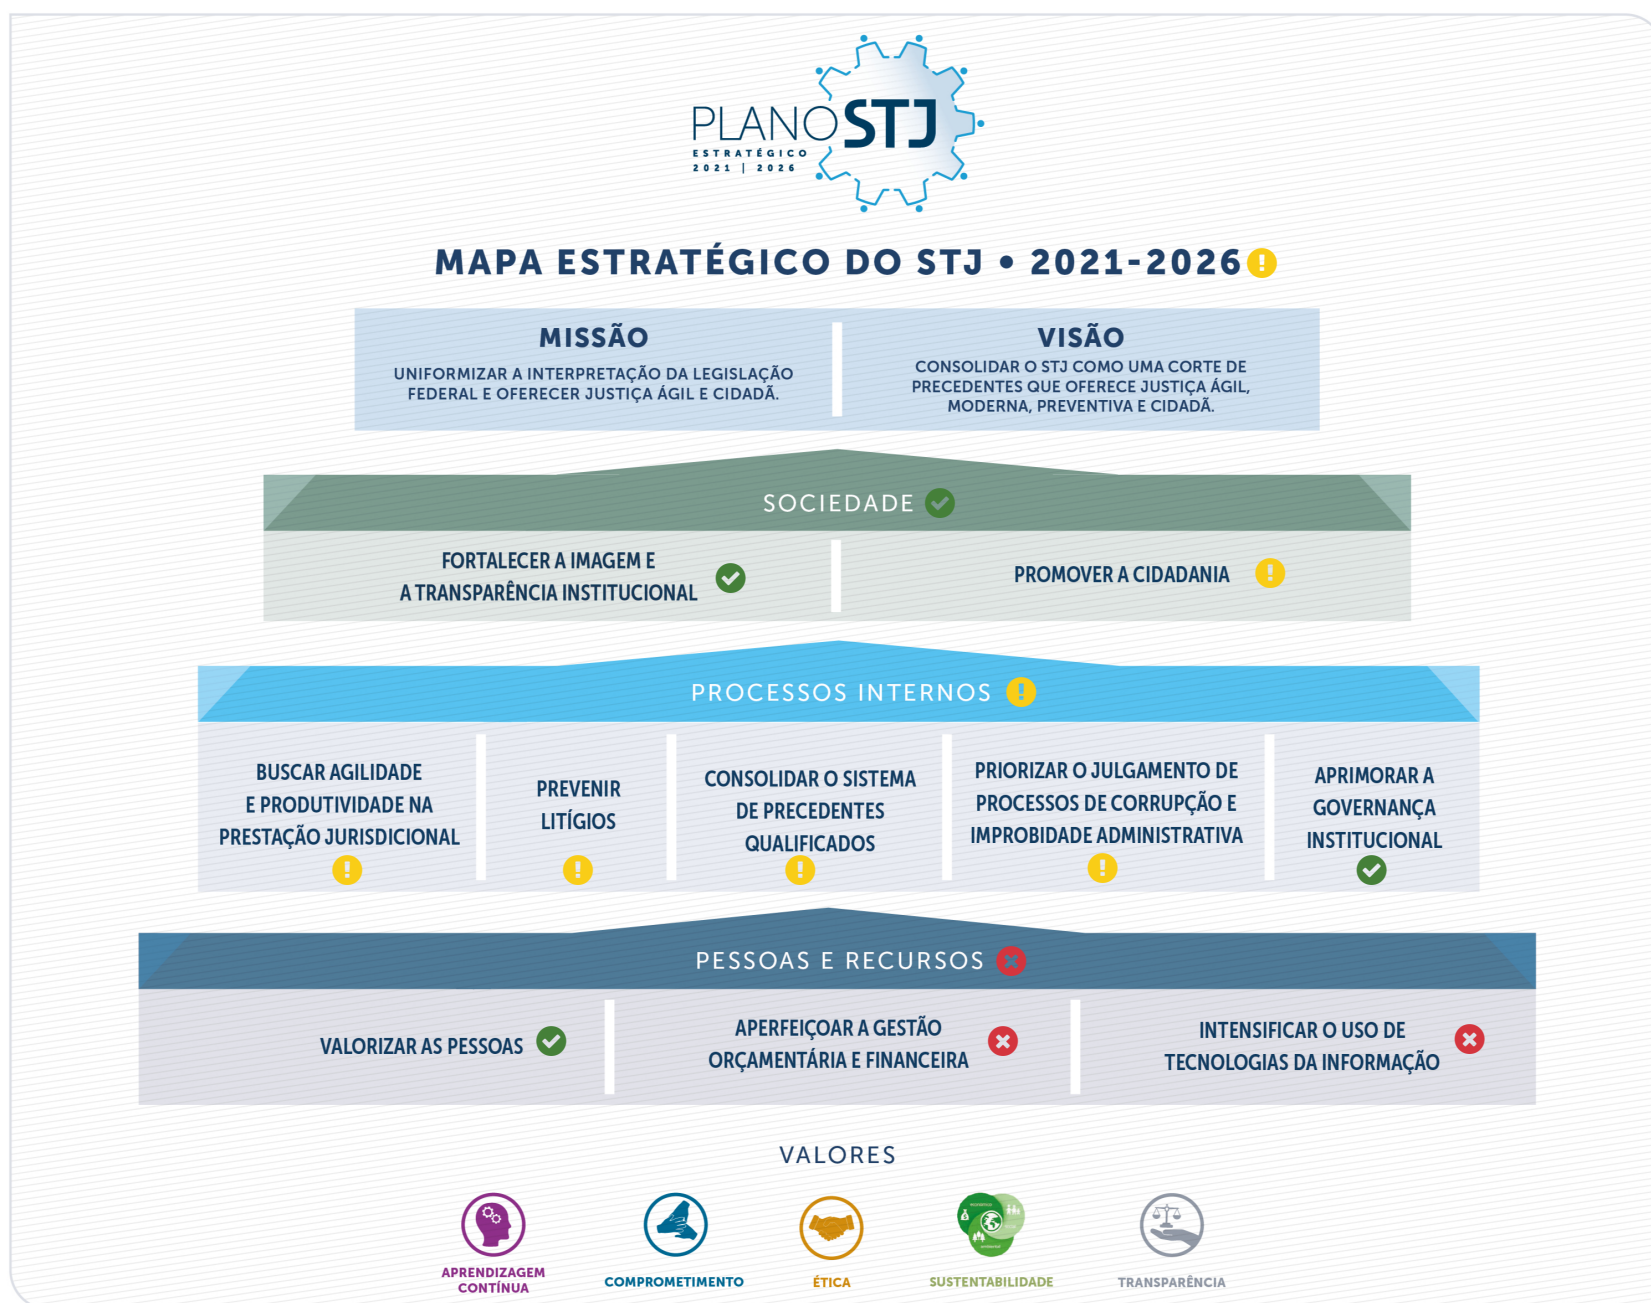 PLANO STJ
ESTRATÉGICO
2021 | 2026
MAPA ESTRATÉGICO DO STJ • 2021-2026
MISSÃO
UNIFORMIZAR A INTERPRETAÇÃO DA LEGISLAÇÃO
FEDERAL E OFERECER JUSTIÇA ÁGIL E CIDADÃ.
VISÃO
CONSOLIDAR O STJ COMO UMA CORTE DE
PRECEDENTES QUE OFERECE JUSTIÇA ÁGIL,
MODERNA, PREVENTIVA E CIDADÃ.
SOCIEDADE
FORTALECER A IMAGEM E
A TRANSPARÊNCIA INSTITUCIONAL
PROMOVER A CIDADANIA
PROCESSOS INTERNOS
BUSCAR AGILIDADE
E PRODUTIVIDADE NA
PRESTAÇÃO JURISDICIONAL
PREVENIR
LITÍGIOS
CONSOLIDAR O SISTEMA
DE PRECEDENTES
QUALIFICADOS
PRIORIZAR O JULGAMENTO DE
PROCESSOS DE CORRUPÇÃO E
IMPROBIDADE ADMINISTRATIVA
APRIMORAR A
GOVERNANÇA
INSTITUCIONAL
PESSOAS E RECURSOS
VALORIZAR AS PESSOAS
APERFEIÇOAR A GESTÃO
ORÇAMENTÁRIA E FINANCEIRA
INTENSIFICAR O USO DE
TECNOLOGIAS DA INFORMAÇÃO
VALORES
APRENDIZAGEM
CONTÍNUA
COMPROMETIMENTO
ÉTICA
SUSTENTABILIDADE
TRANSPARÊNCIA